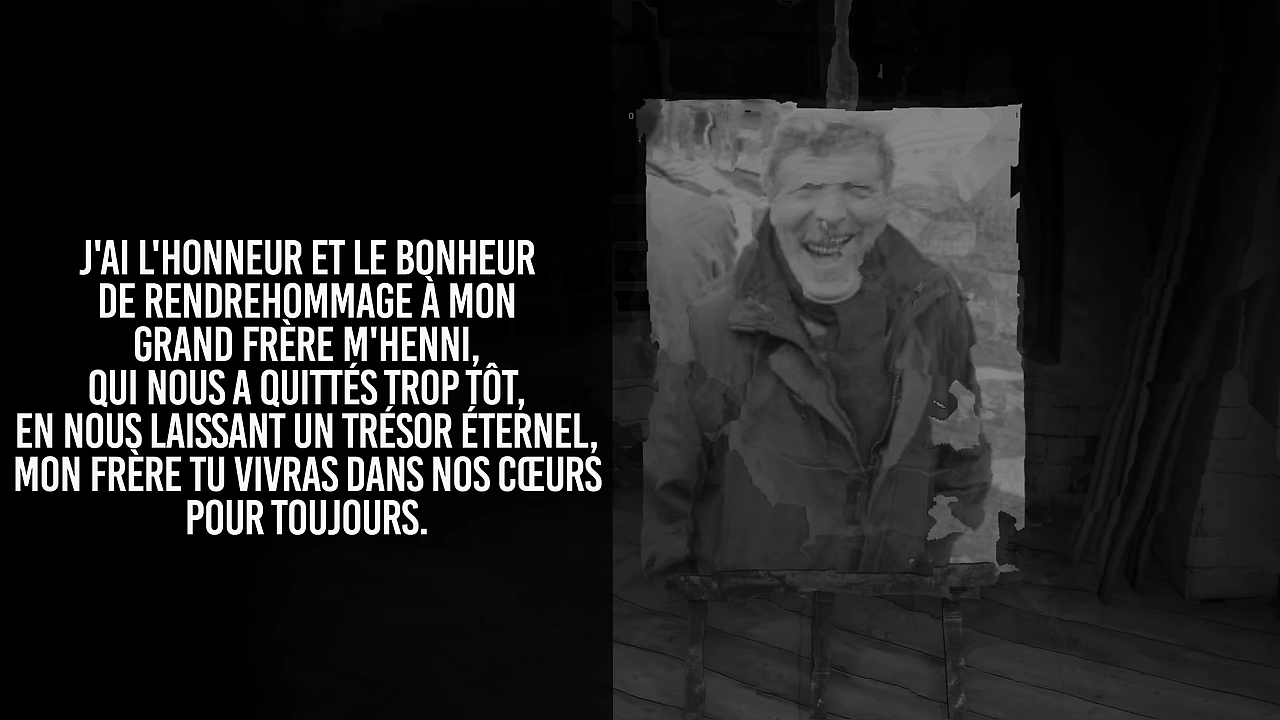 J'AI L'HONNEUR ET LE BONHEUR
DE RENDREHOMMAGE À MON
GRAND FRÈRE M'HENNI,
QUI NOUS A QUITTÉS TROP TÔT,
EN NOUS LAISSANT UN TRÉSOR ÉTERNEL,
MON FRÈRE TU VIVRAS DANS NOS CŒURS
POUR TOUJOURS.